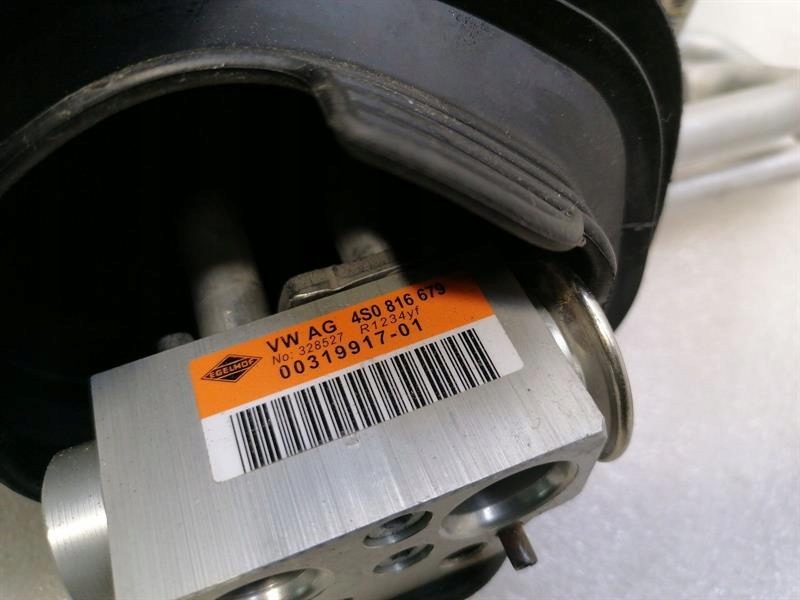 VW AG 4S0 816 679
No: 328527 R1234yf
EGELHOF
00319917-01